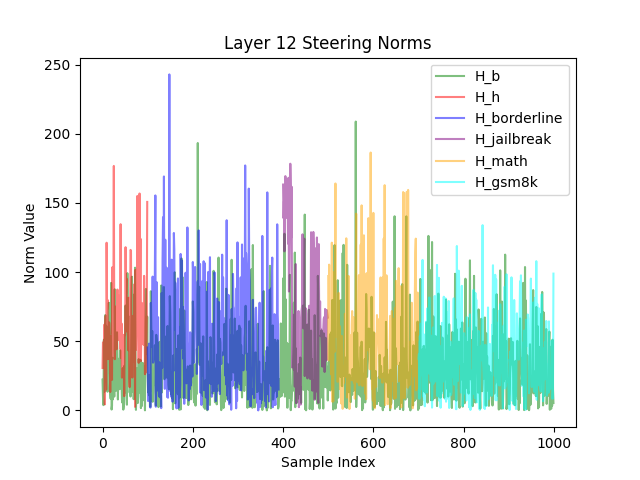 Layer 12 Steering Norms
250
200
150
100
50
0
Norm Value
H_b
H_h
H_borderline
H_jailbreak
H_math
H_gsm8k
0 200 400 600 800 1000
Sample Index